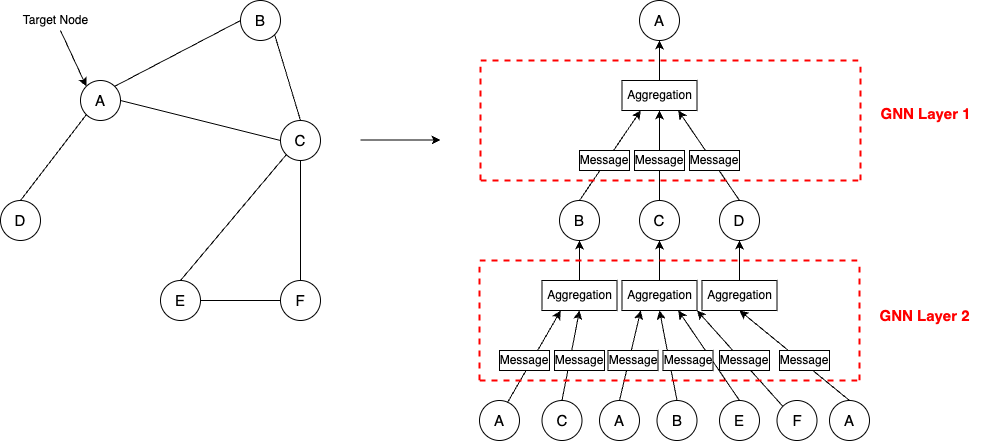 Target Node
B
A
C
D
E
F
A
Aggregation
GNN Layer 1
Message
Message
Message
B
C
D
Aggregation
Aggregation
Aggregation
GNN Layer 2
Message
Message
Message
Message
Message
Message
A
C
A
B
E
F
A